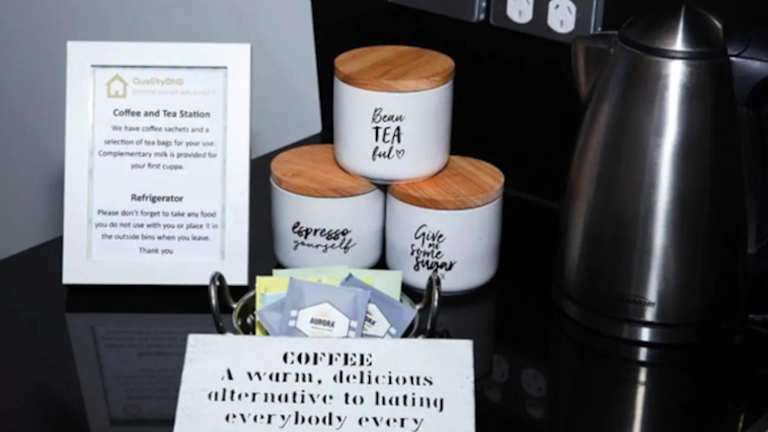 QualityBNB
Coffee and Tea Station
We have coffee sachets and a
selection of tea bags for your use.
Complementary milk is provided for
your first cuppa.
Refrigerator
Please don't forget to take any food
you do not use with you or place it in
the outside bins when you leave.
Thank you
Beau
TEA
ful
espresso
yourself
Give
me
some
sugar
AURORA
COFFEE
A warm, delicious
alternative to hating
everybody every